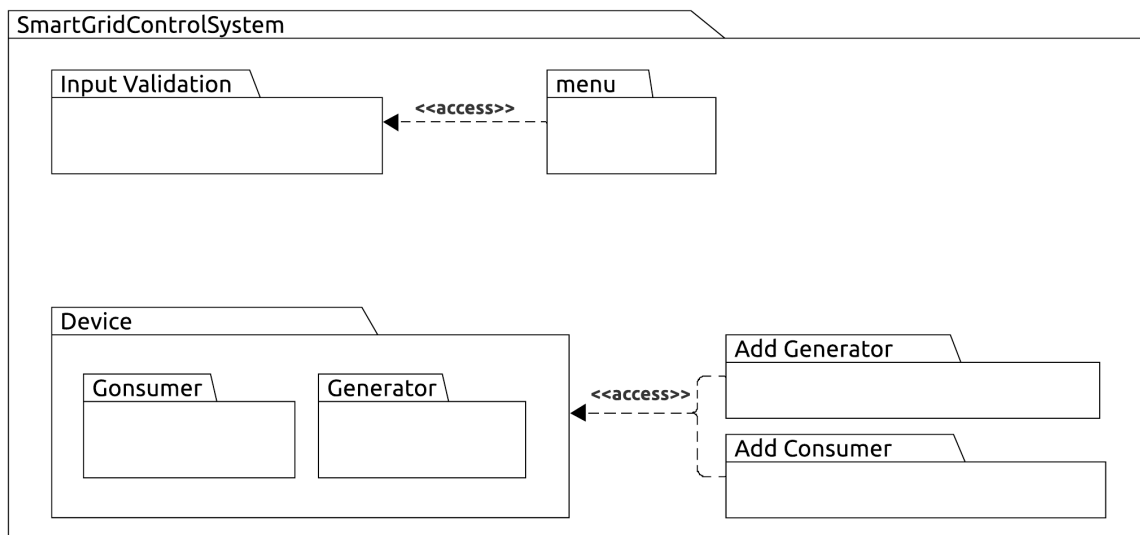 SmartGridControlSystem
Input Validation
menu
<<access>>
Device
Gonsumer
Generator
<<access>>
Add Generator
Add Consumer